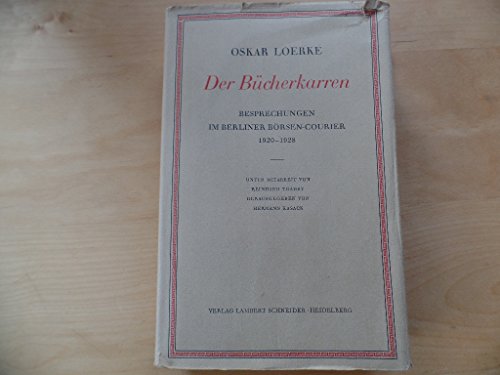 OSKAR LOERKE
Der Bücherkarren
BESPRECHUNGEN
IM BERLINER BÖRSEN-COURIER
1920–1928
UNTER MITARBEIT VON
REINHARD TGAHRT
HERAUSGEGEBEN VON
HERMANN KASACK
VERLAG LAMBERT SCHNEIDER · HEIDELBERG